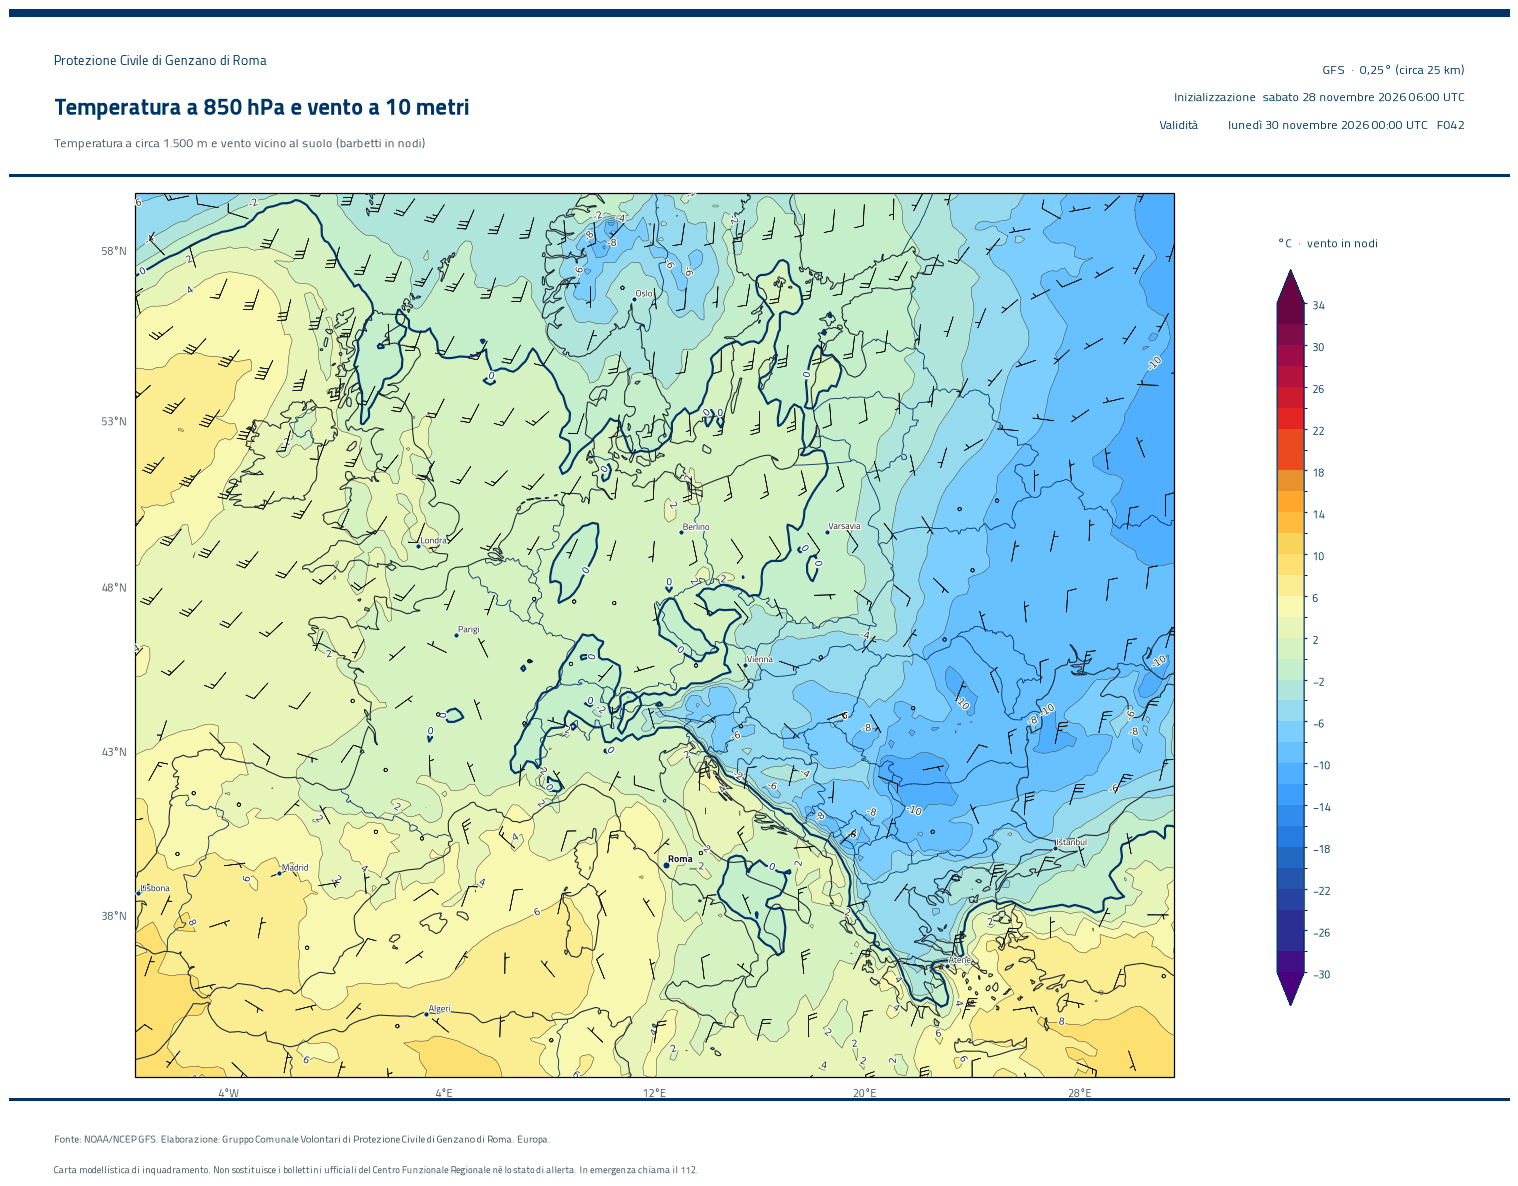 Protezione Civile di Genzano di Roma
Temperatura a 850 hPa e vento a 10 metri
Temperatura a circa 1.500 m e vento vicino al suolo (barbetti in nodi)
GFS · 0,25° (circa 25 km)
Inizializzazione sabato 28 novembre 2026 06:00 UTC
Validità lunedì 30 novembre 2026 00:00 UTC F042
°C · vento in nodi
34
30
26
22
18
14
10
6
2
−2
−6
−10
−14
−18
−22
−26
−30
58°N
53°N
48°N
43°N
38°N
4°W
4°E
12°E
20°E
28°E
Oslo
Berlino
Varsavia
Londra
Parigi
Vienna
Roma
Madrid
Lisbona
Istanbul
Atene
Algeri
Fonte: NOAA/NCEP GFS. Elaborazione: Gruppo Comunale Volontari di Protezione Civile di Genzano di Roma. Europa.
Carta modellistica di inquadramento. Non sostituisce i bollettini ufficiali del Centro Funzionale Regionale né lo stato di allerta. In emergenza chiama il 112.